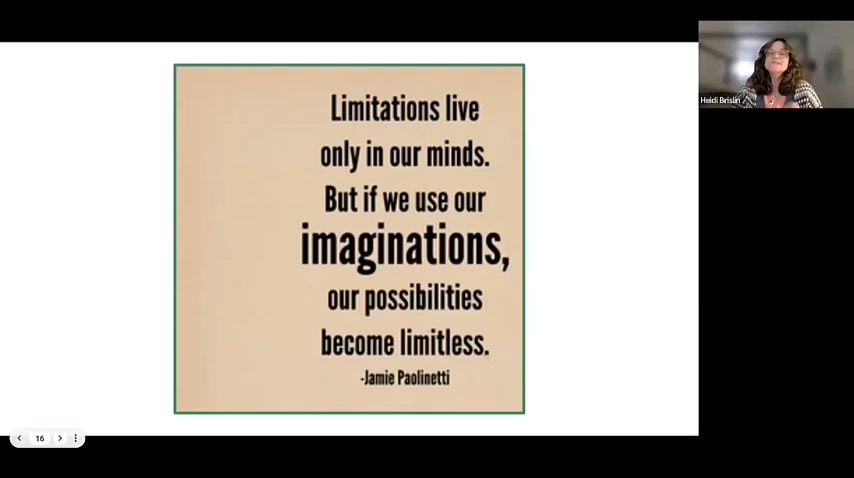 Limitations live
only in our minds.
But if we use our
imaginations,
our possibilities
become limitless.
-Jamie Paolinetti
Heidi Brislin
16